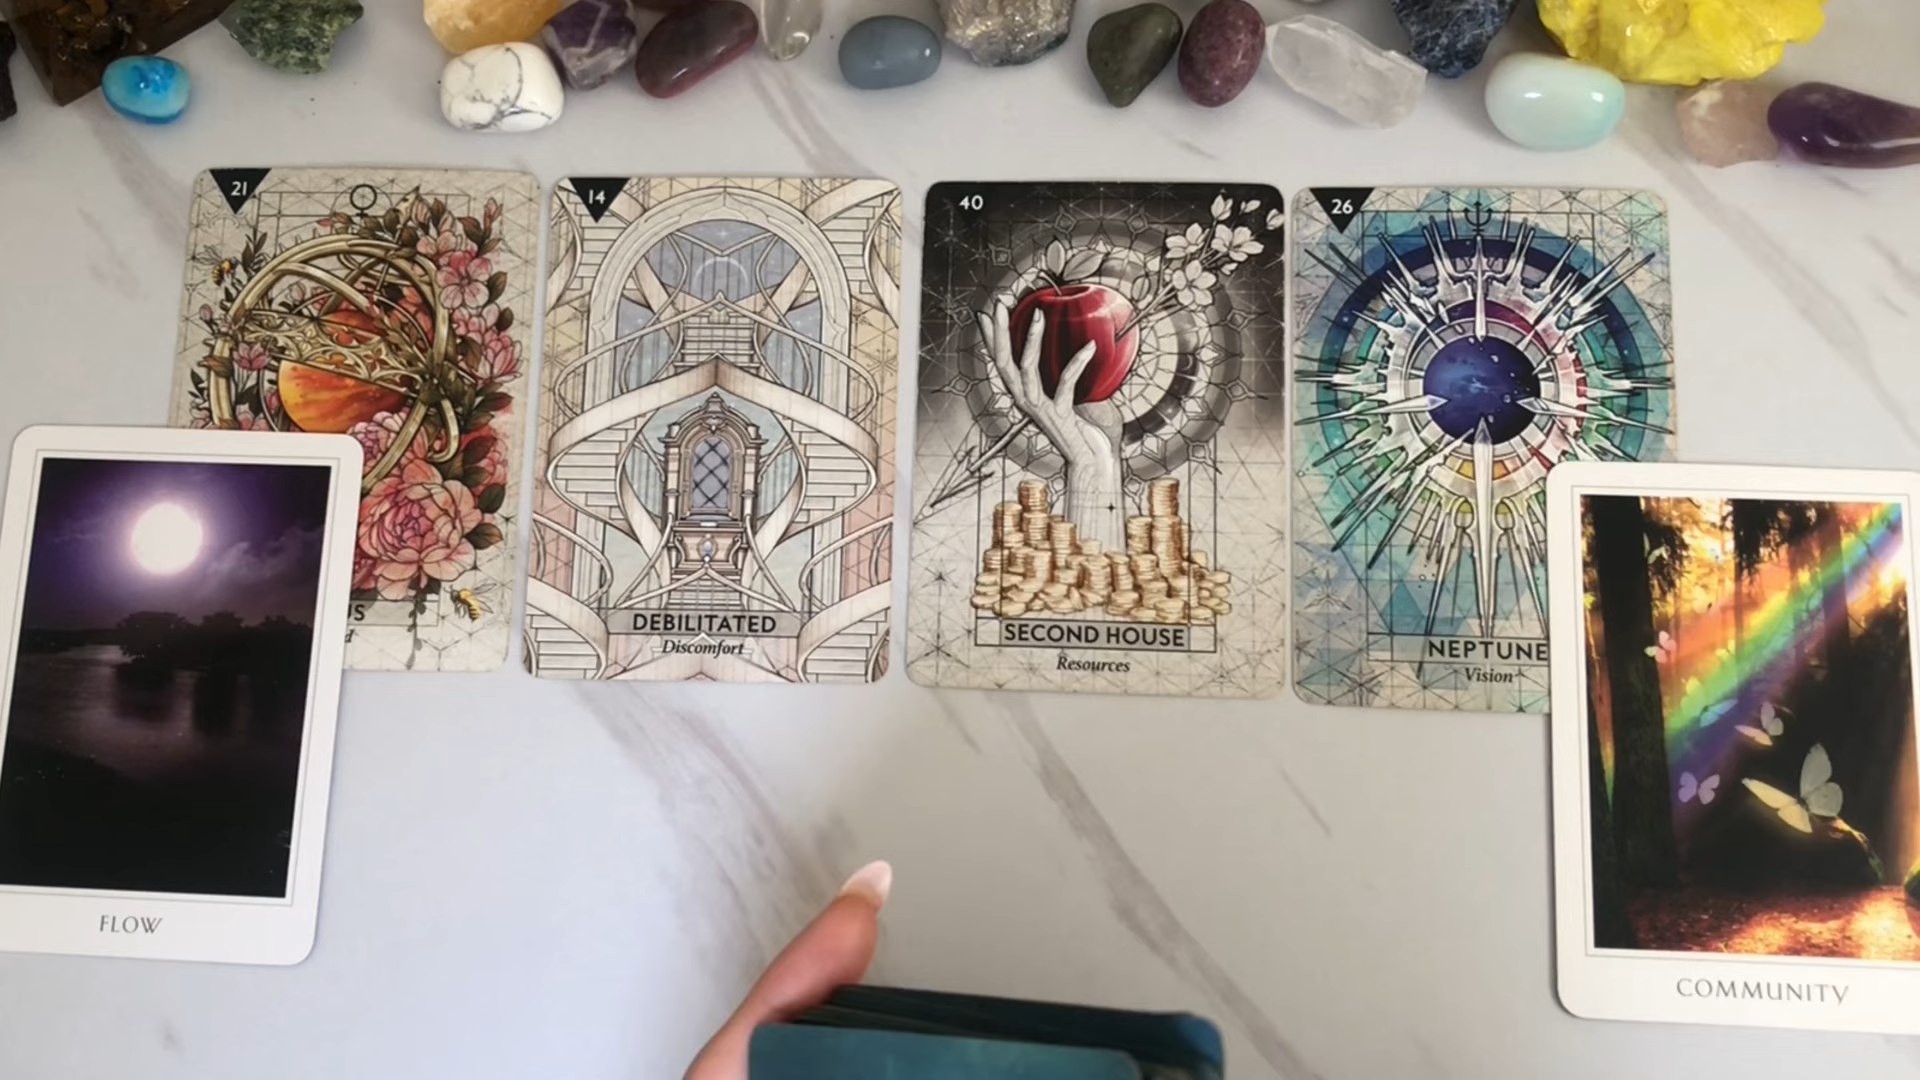 21
14
DEBILITATED
Discomfort
40
SECOND HOUSE
Resources
26
NEPTUNE
Vision
FLOW
COMMUNITY